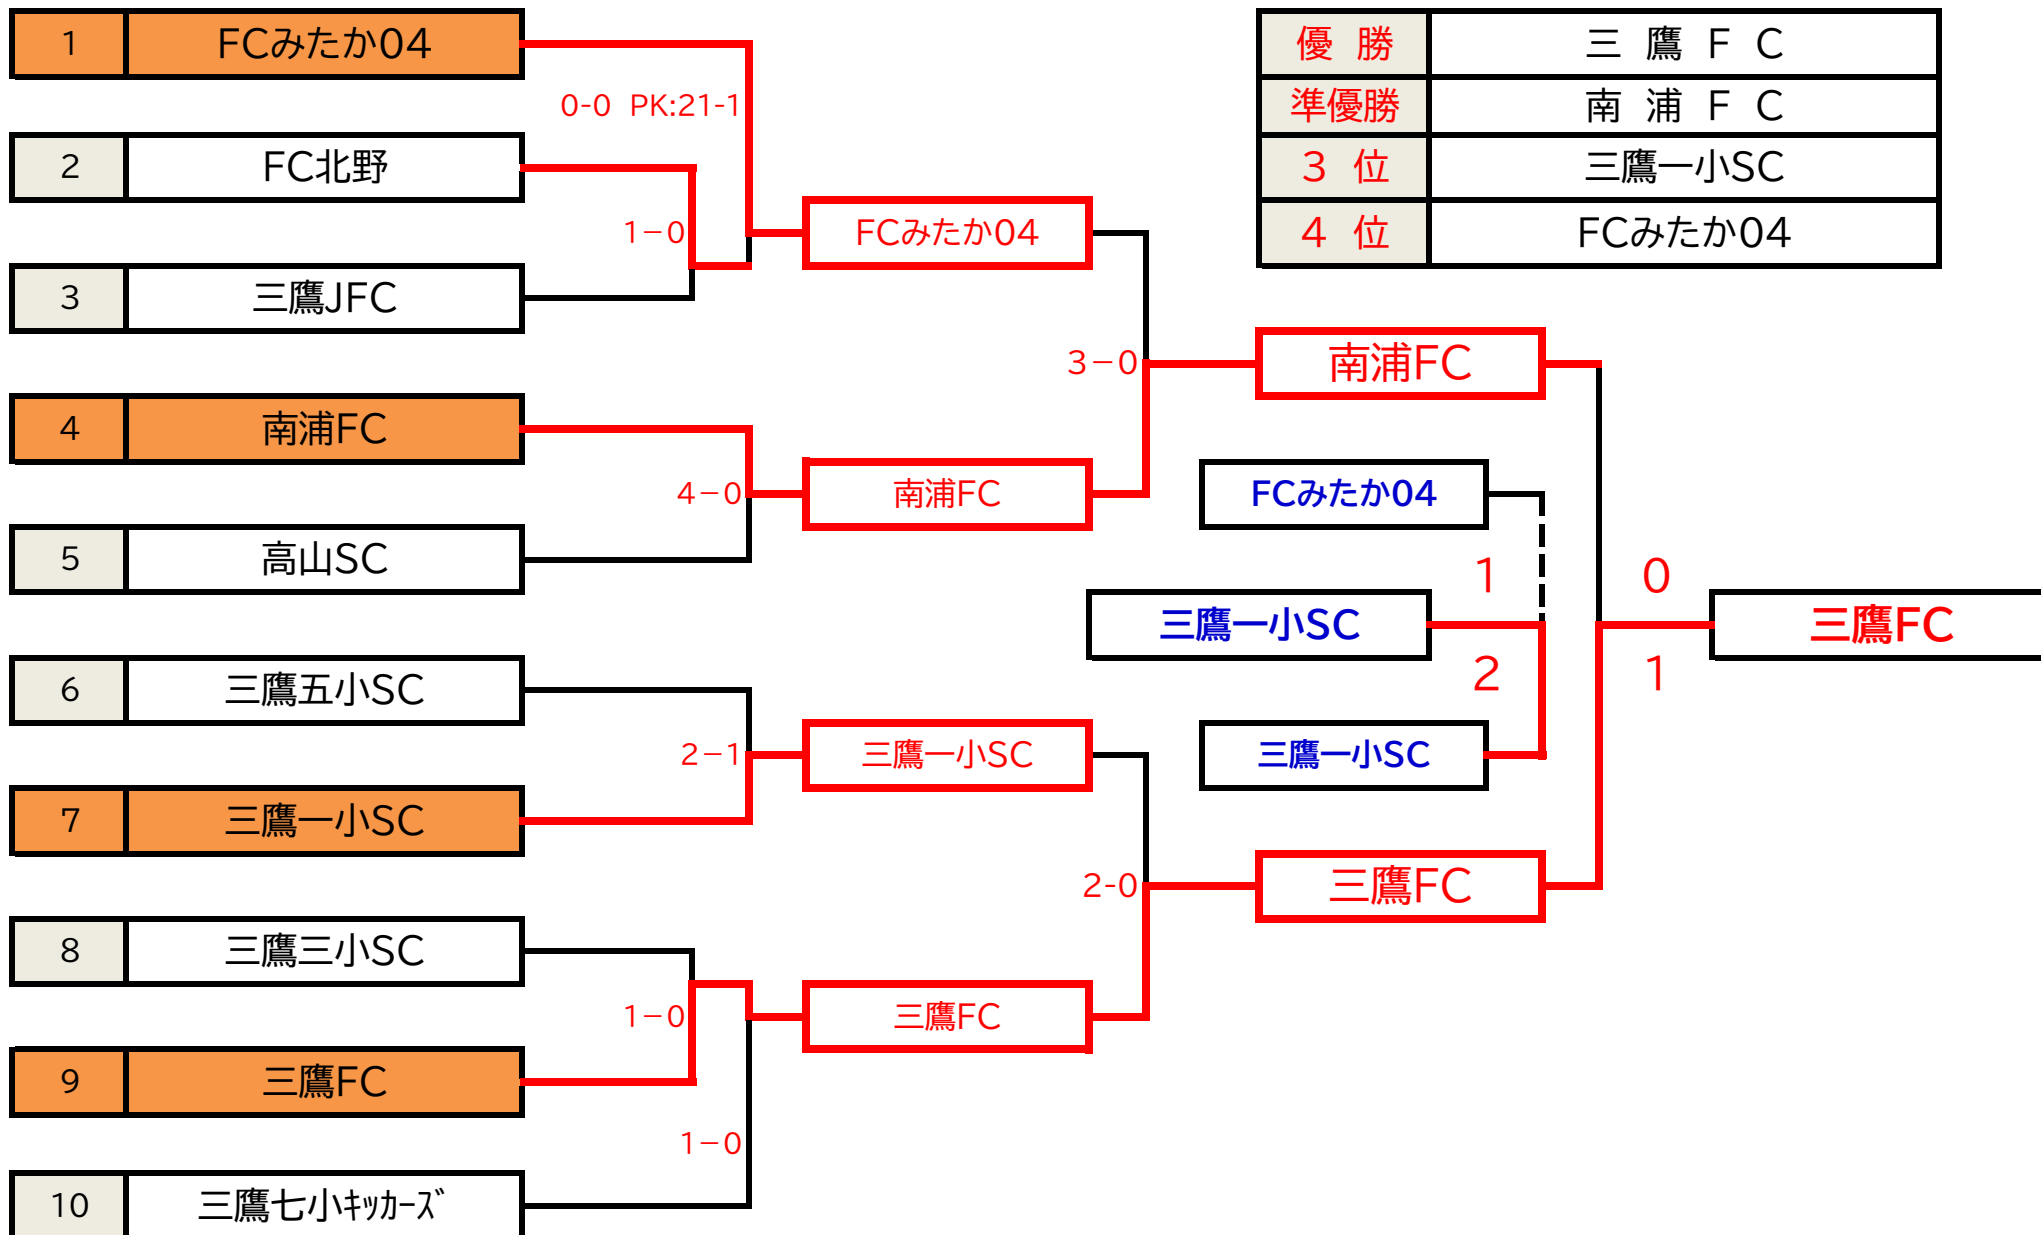 1 FCみたか04
0-0 PK:21-1
2 FC北野
1－0
3 三鷹JFC
FCみたか04
3－0
4 南浦FC
4－0
南浦FC
5 高山SC
6 三鷹五小SC
2－1
三鷹一小SC
7 三鷹一小SC
2-0
8 三鷹三小SC
1－0
三鷹FC
9 三鷹FC
1－0
10 三鷹七小ｷｯｶｰｽﾞ
優 勝 三 鷹 F C
準優勝 南 浦 F C
3 位 三鷹一小SC
4 位 FCみたか04
南浦FC
FCみたか04
1
0
三鷹一小SC
三鷹FC
2
1
三鷹一小SC
三鷹FC